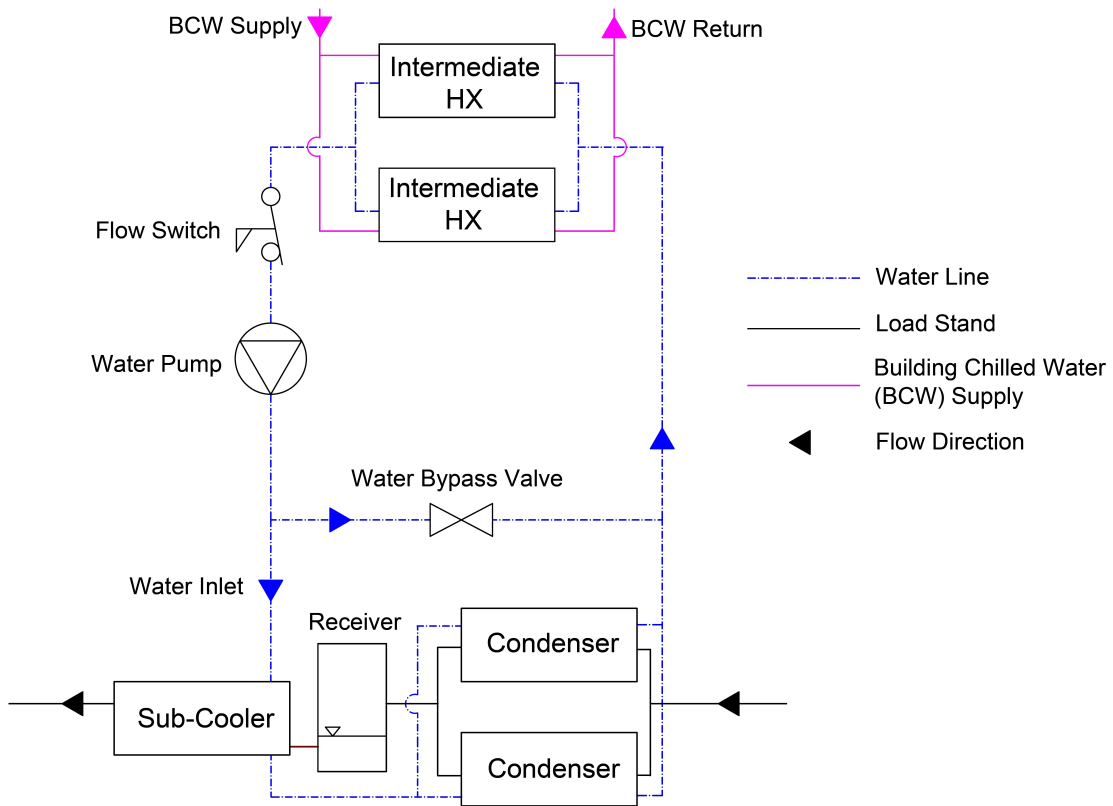 BCW Supply
BCW Return
Intermediate
HX
Intermediate
HX
Flow Switch
Water Line
Load Stand
Water Pump
Building Chilled Water
(BCW) Supply
Flow Direction
Water Bypass Valve
Water Inlet
Receiver
Condenser
Sub-Cooler
Condenser